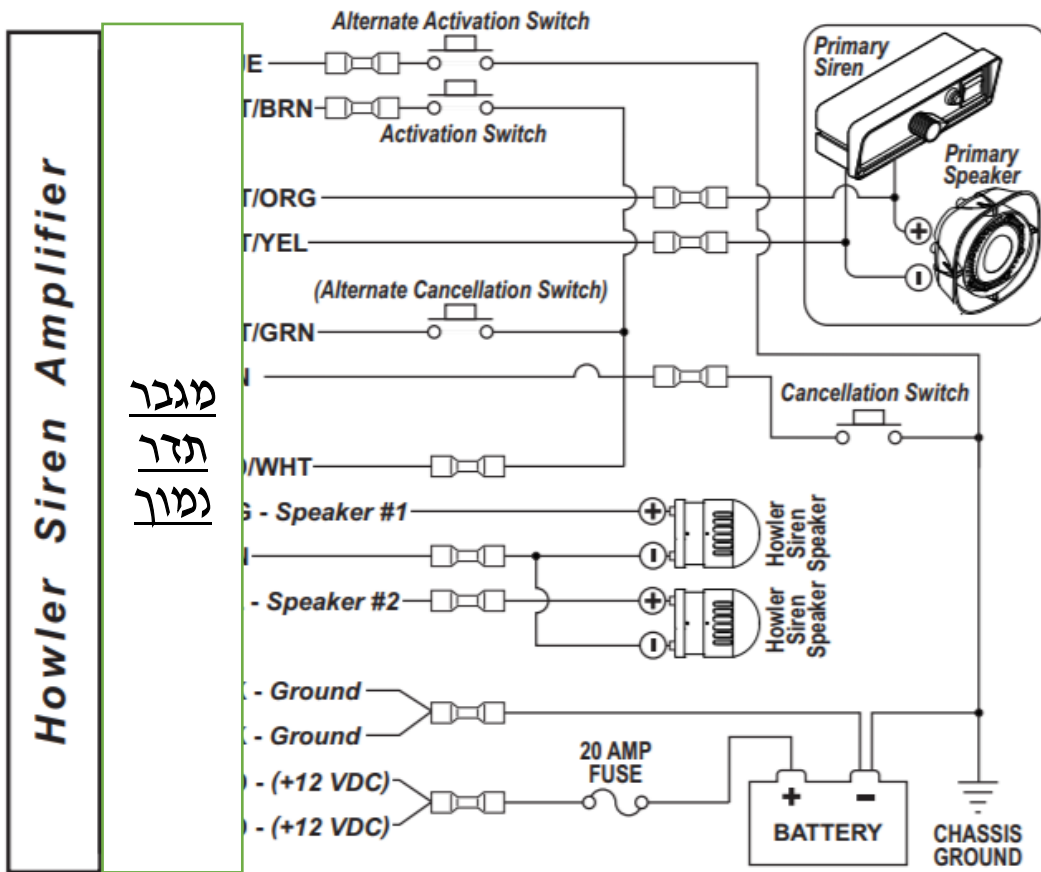 Howler Siren Amplifier
מגבר
תדר
נמוך
Alternate Activation Switch
T/BRN
Activation Switch
T/ORG
T/YEL
(Alternate Cancellation Switch)
T/GRN
N
Cancellation Switch
/WHT
G - Speaker #1
N
- Speaker #2
- Ground
- Ground
- (+12 VDC)
- (+12 VDC)
Primary
Siren
Primary
Speaker
+
-
+
-
Howler
Siren
Speaker
+
-
Howler
Siren
Speaker
20 AMP
FUSE
+ -
BATTERY
CHASSIS
GROUND